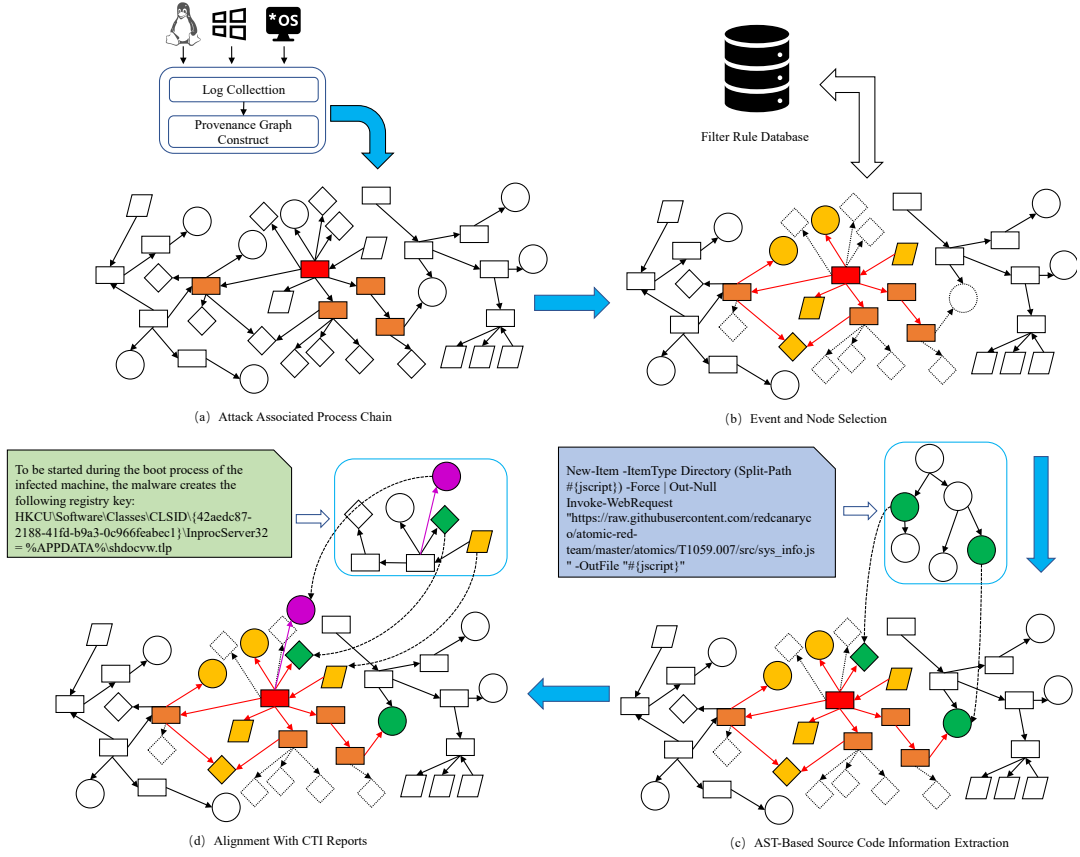 *OS
Log Collecttion
Provenance Graph
Construct
Filter Rule Database
(a) Attack Associated Process Chain
(b) Event and Node Selection
To be started during the boot process of the
infected machine, the malware creates the
following registry key:
HKCU\Software\Classes\CLSID\{42aedc87-
2188-41fd-b9a3-0c966feabec1}\InprocServer32
= %APPDATA%\shdocvw.tlp
New-Item -ItemType Directory (Split-Path
#{jscript}) -Force | Out-Null
Invoke-WebRequest
"https://raw.githubusercontent.com/redcanaryc
o/atomic-red-
team/master/atomics/T1059.007/src/sys_info.js
" -OutFile "#{jscript}"
(d) Alignment With CTI Reports
(c) AST-Based Source Code Information Extraction